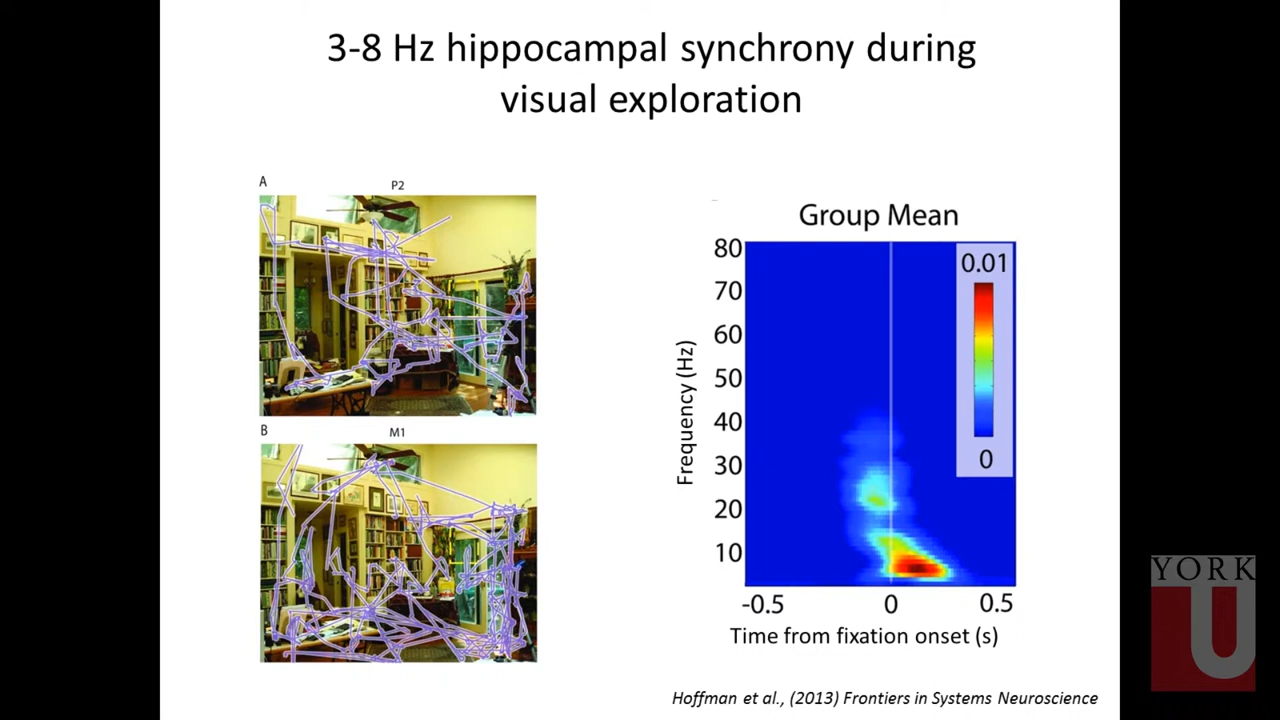 3-8 Hz hippocampal synchrony during
visual exploration
A
P2
B
M1
Group Mean
80
70
60
50
40
30
20
10
Frequency (Hz)
0.01
0
-0.5
0
0.5
Time from fixation onset (s)
Hoffman et al., (2013) Frontiers in Systems Neuroscience
YORK
U